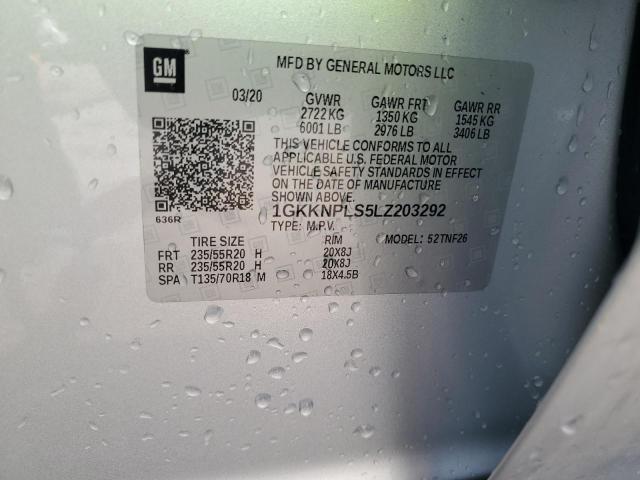 GM
MFD BY GENERAL MOTORS LLC
03/20 GVWR GAWR FRT GAWR RR
2722 KG 1350 KG 1545 KG
6001 LB 2976 LB 3406 LB
THIS VEHICLE CONFORMS TO ALL
APPLICABLE U.S. FEDERAL MOTOR
VEHICLE SAFETY STANDARDS IN EFFECT
ON THE DATE OF MANUFACTURE
SHOWN ABOVE.
636R
1GKKNPLS5LZ203292
TYPE: M.P.V. MODEL: 52TNF26
TIRE SIZE RIM
FRT 235/55R20 H 20X8J
RR 235/55R20 H 20X8J
SPA T135/70R18 M 18X4.5B